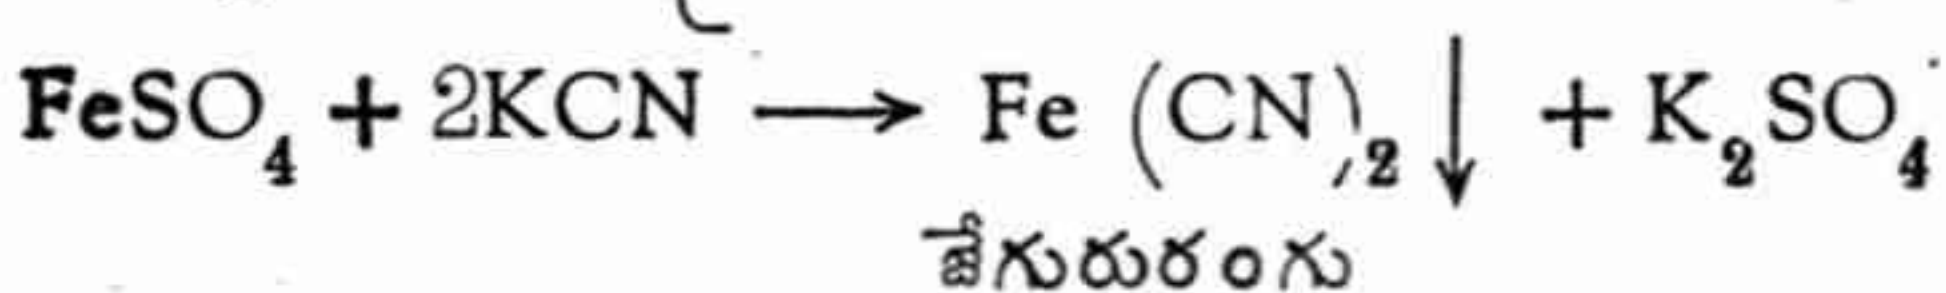 FeSO₄ + 2KCN ⟶ Fe (CN)₂ ↓ + K₂SO₄
జేగురురంగు